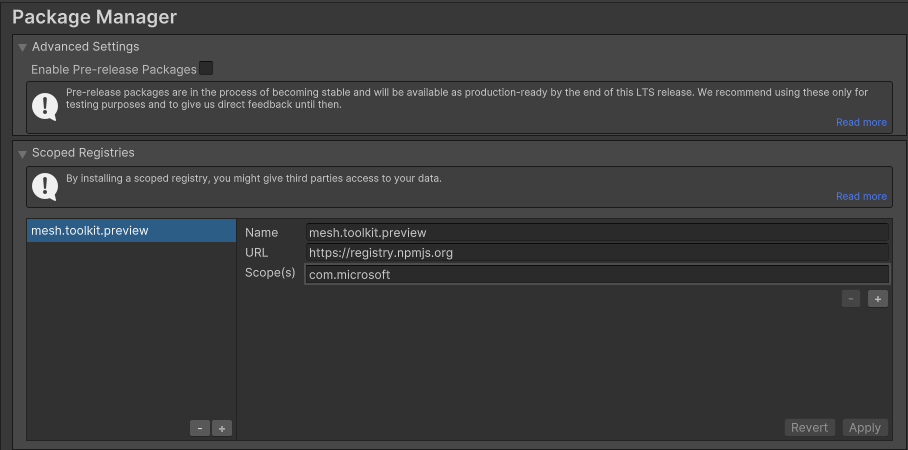 Package Manager
Advanced Settings
Enable Pre-release Packages
Pre-release packages are in the process of becoming stable and will be available as production-ready by the end of this LTS release. We recommend using these only for
testing purposes and to give us direct feedback until then.
Read more
Scoped Registries
By installing a scoped registry, you might give third parties access to your data.
Read more
mesh.toolkit.preview
Name mesh.toolkit.preview
URL https://registry.npmjs.org
Scope(s) com.microsoft
- +
- +
Revert Apply